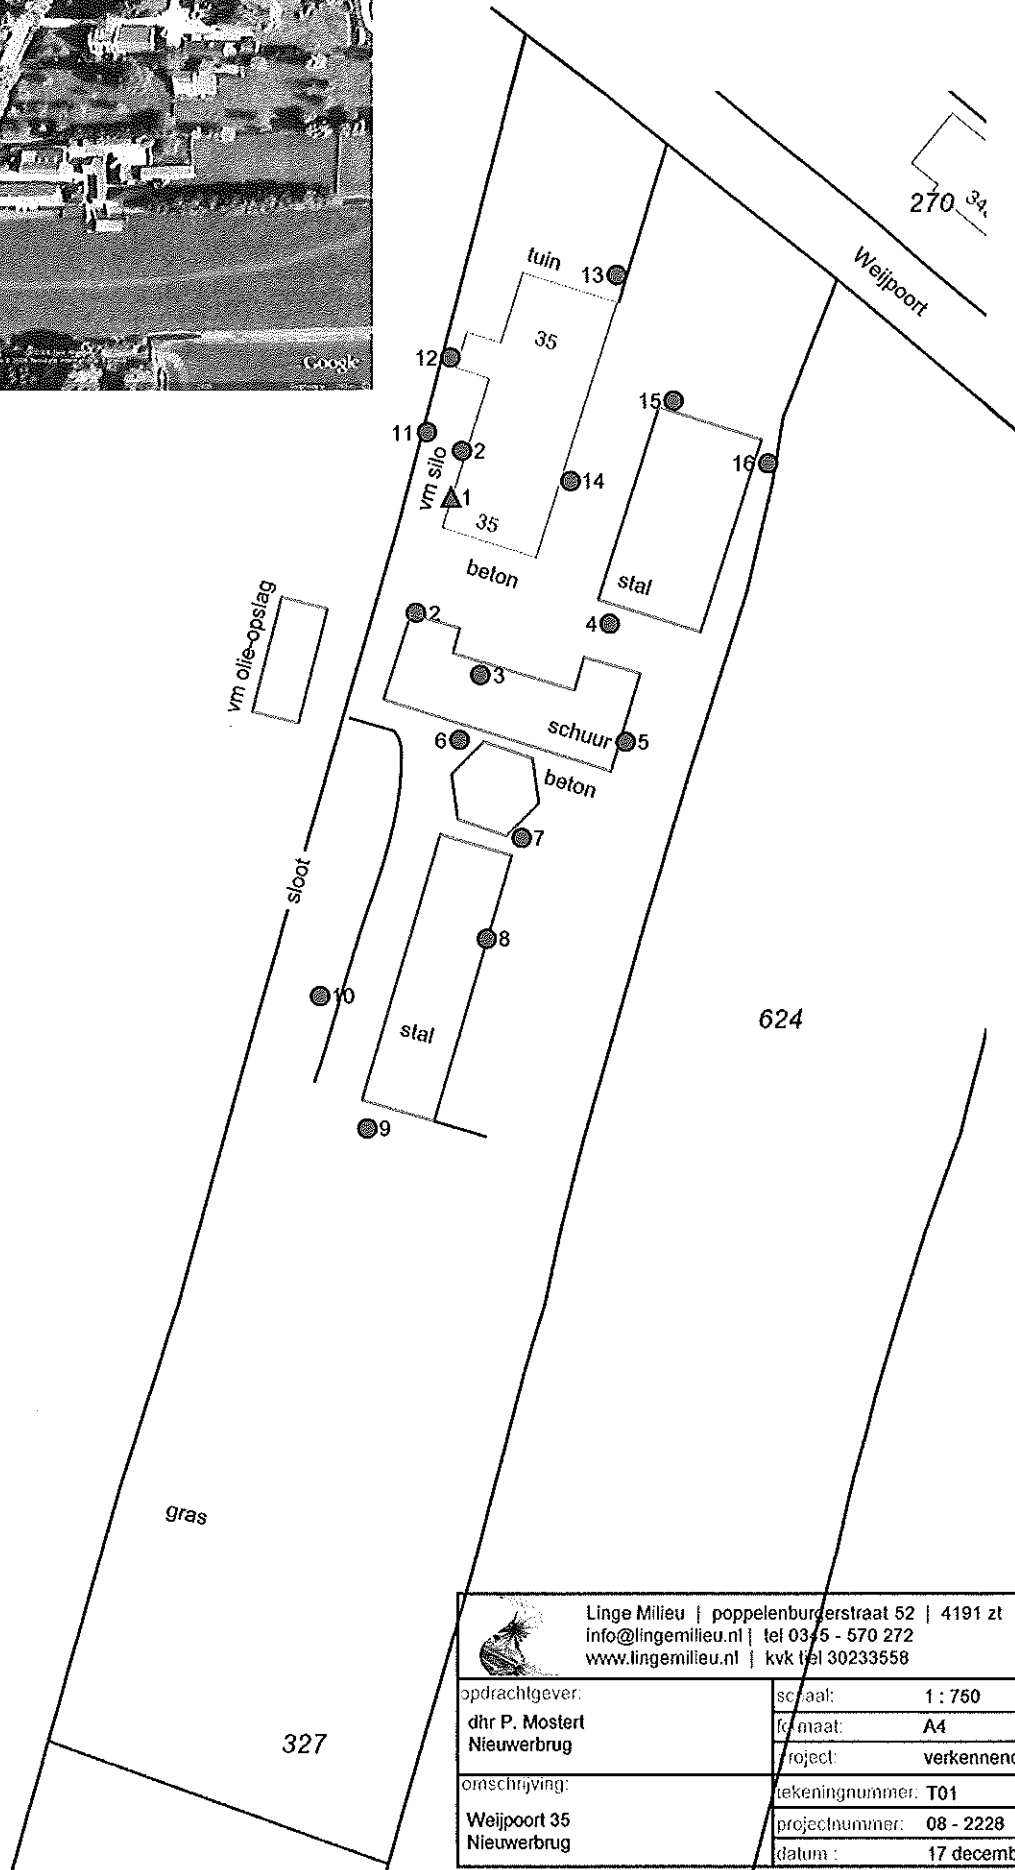 Google
270
34
Weijpoort
tuin
13
35
12
15
11
2
16
vm silo
14
1
35
beton
stal
vm olie-opslag
2
4
3
schuur
5
6
beton
7
sloot
8
10
624
stal
9
gras
327
Linge Milieu | poppelenburgerstraat 52 | 4191 zt
info@lingemilieu.nl | tel 0345 - 570 272
www.lingemilieu.nl | kvk tiel 30233558
opdrachtgever:
dhr P. Mostert
Nieuwerbrug
schaal: 1 : 750
formaat: A4
project: verkennend
omschrijving:
Weijpoort 35
Nieuwerbrug
tekeningnummer: T01
projectnummer: 08 - 2228
datum : 17 decemb